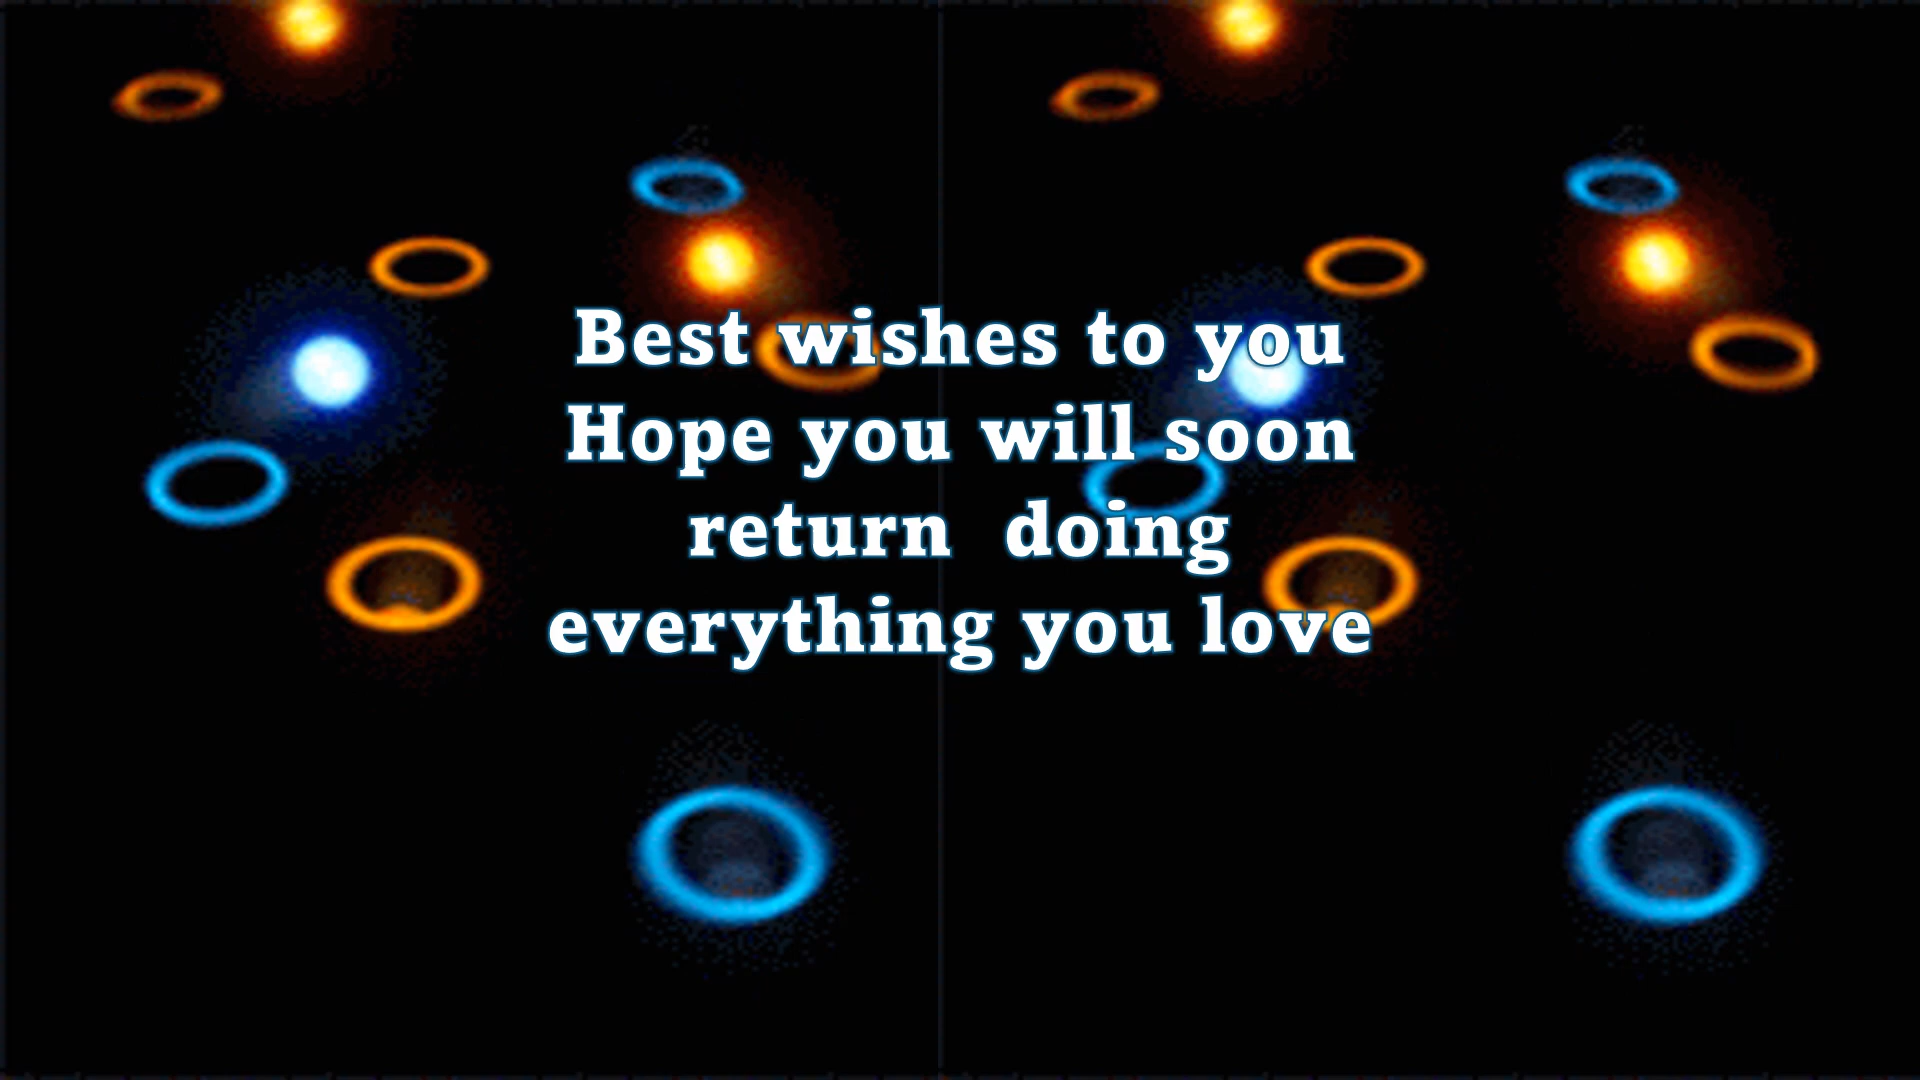 Best wishes to you
Hope you will soon
return  doing
everything you love